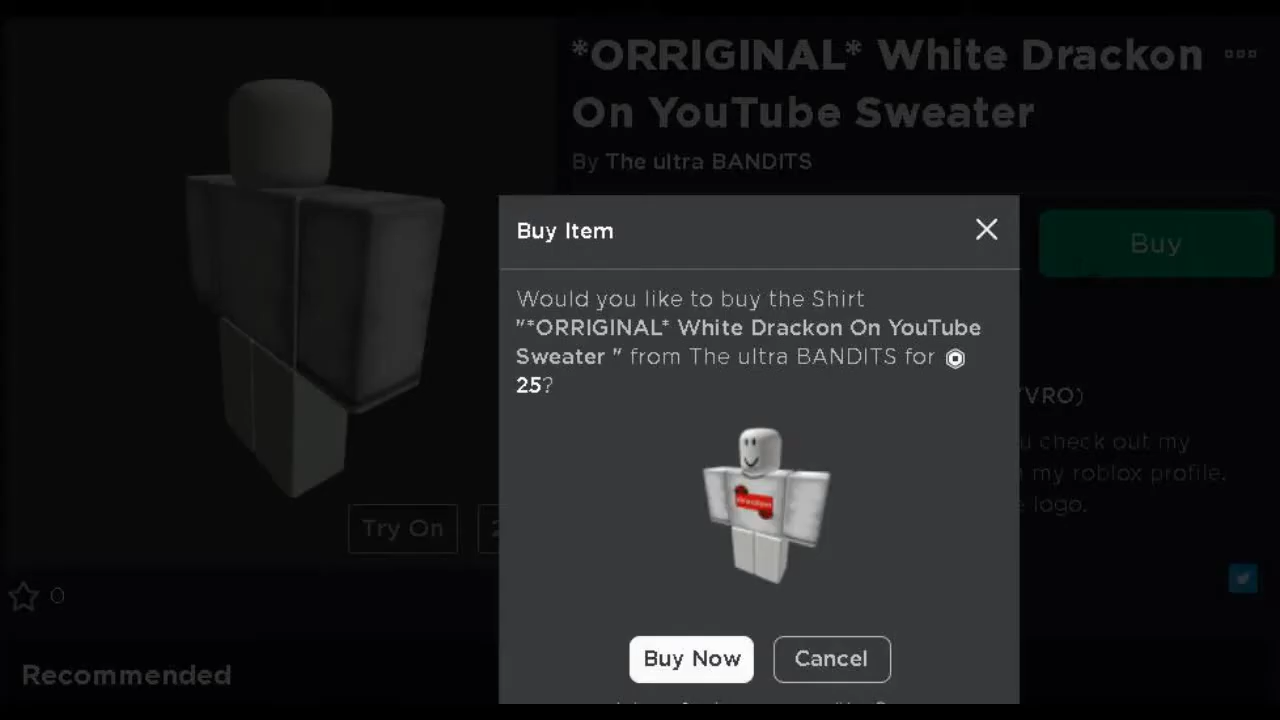 *ORRIGINAL* White Drackon
On YouTube Sweater
By The ultra BANDITS
Buy Item
Buy
Would you like to buy the Shirt
"*ORRIGINAL* White Drackon On YouTube
Sweater " from The ultra BANDITS for
25?
VRO)
check out my
my roblox profile.
logo.
Try On
0
Buy Now
Cancel
Recommended